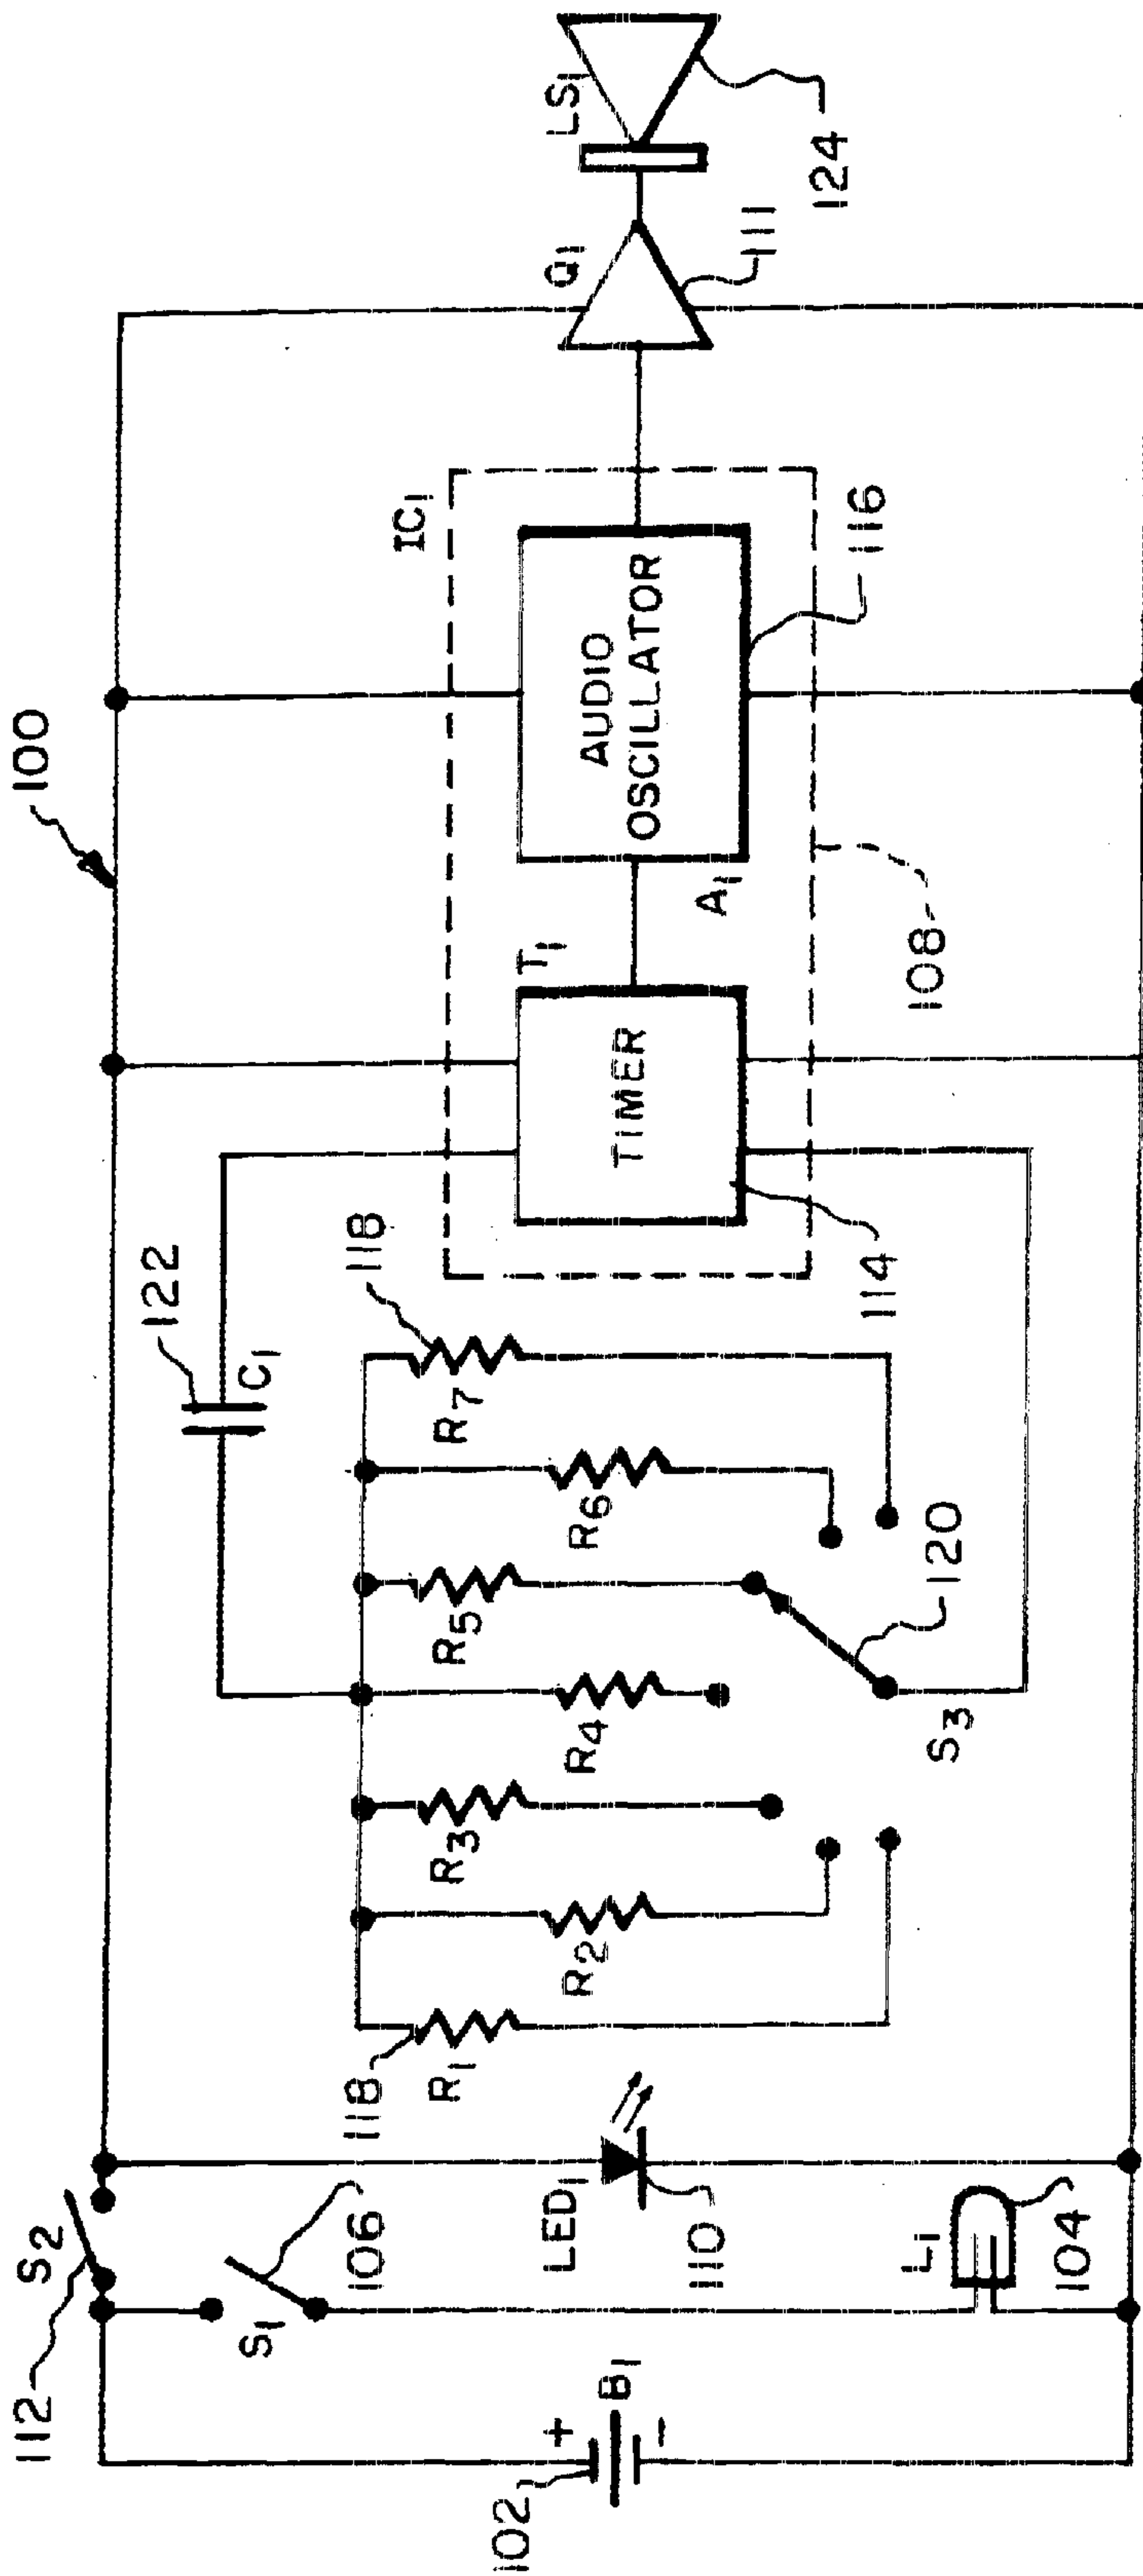 100
112
S2
S1
106
102
+
B1
-
LED1
110
L1
104
118
R1
R2
R3
R4
R5
R6
R7
118
S3
120
122
C1
IC1
T1
TIMER
114
A1
AUDIO
OSCILLATOR
116
108
Q1
111
LS1
124